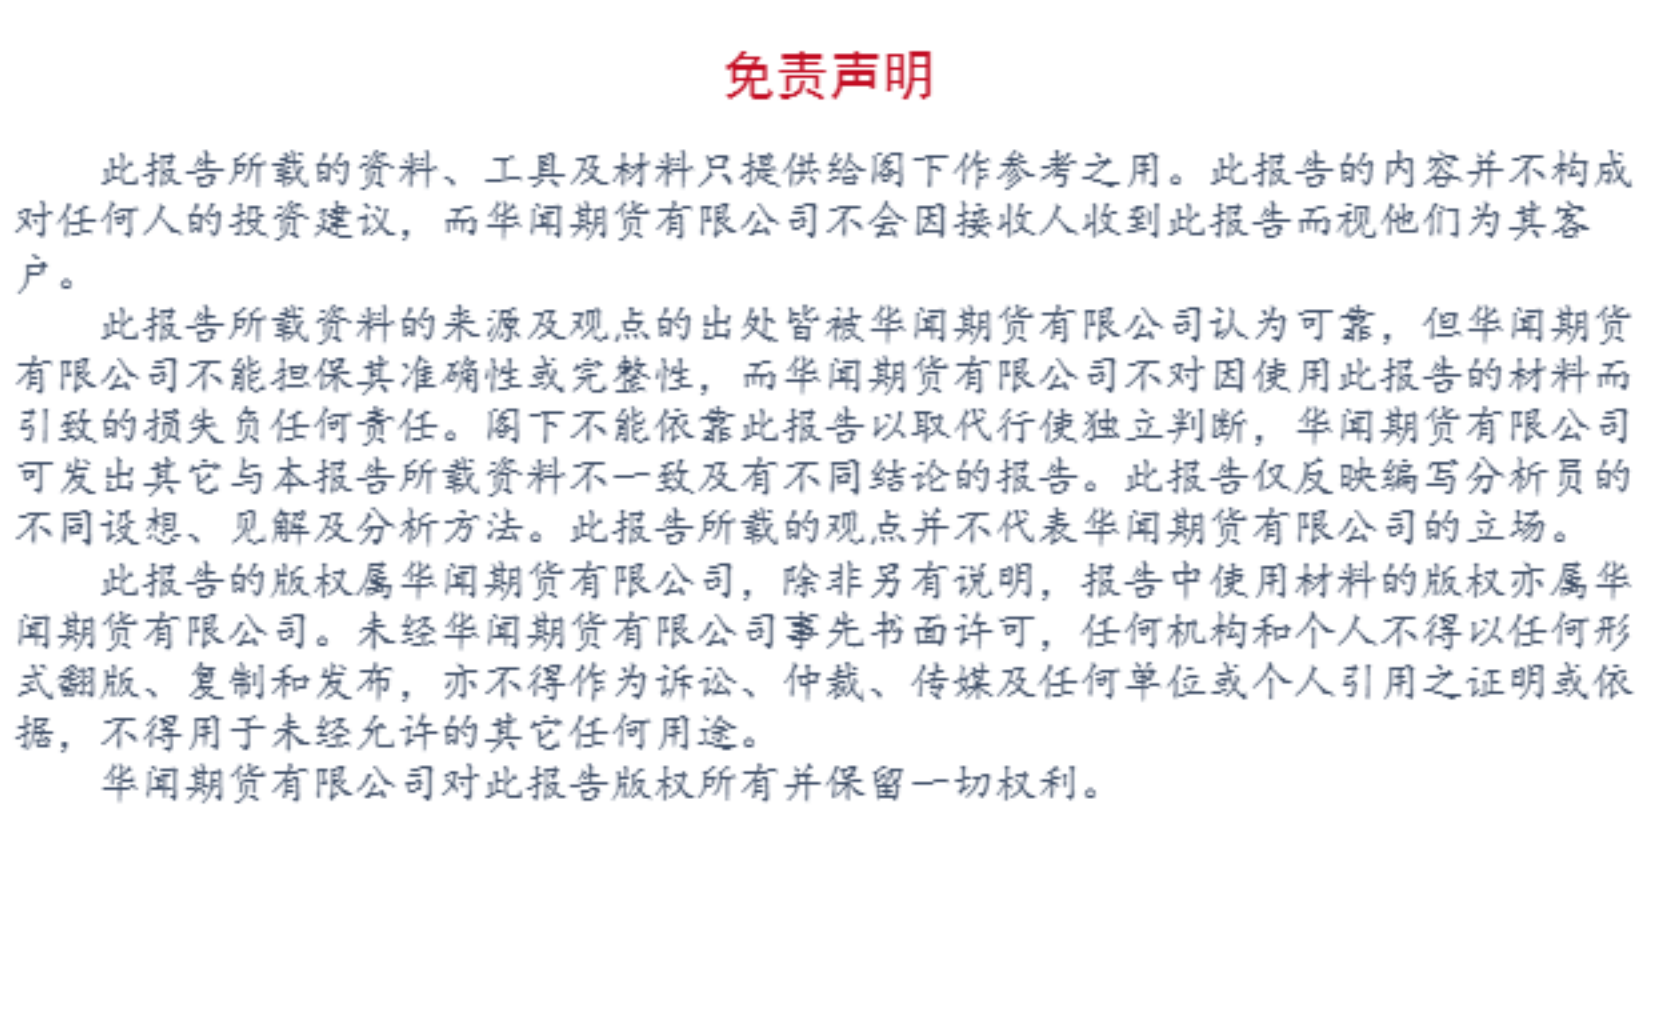 免责声明
此报告所载的资料、工具及材料只提供给阁下作参考之用。此报告的内容并不构成
对任何人的投资建议，而华闻期货有限公司不会因接收人收到此报告而视他们为其客
户。
此报告所载资料的来源及观点的出处皆被华闻期货有限公司认为可靠，但华闻期货
有限公司不能担保其准确性或完整性，而华闻期货有限公司不对因使用此报告的材料而
引致的损失负任何责任。阁下不能依靠此报告以取代行使独立判断，华闻期货有限公司
可发出其它与本报告所载资料不一致及有不同结论的报告。此报告仅反映编写分析员的
不同设想、见解及分析方法。此报告所载的观点并不代表华闻期货有限公司的立场。
此报告的版权属华闻期货有限公司，除非另有说明，报告中使用材料的版权亦属华
闻期货有限公司。未经华闻期货有限公司事先书面许可，任何机构和个人不得以任何形
式翻版、复制和发布，亦不得作为诉讼、仲裁、传媒及任何单位或个人引用之证明或依
据，不得用于未经允许的其它任何用途。
华闻期货有限公司对此报告版权所有并保留一切权利。